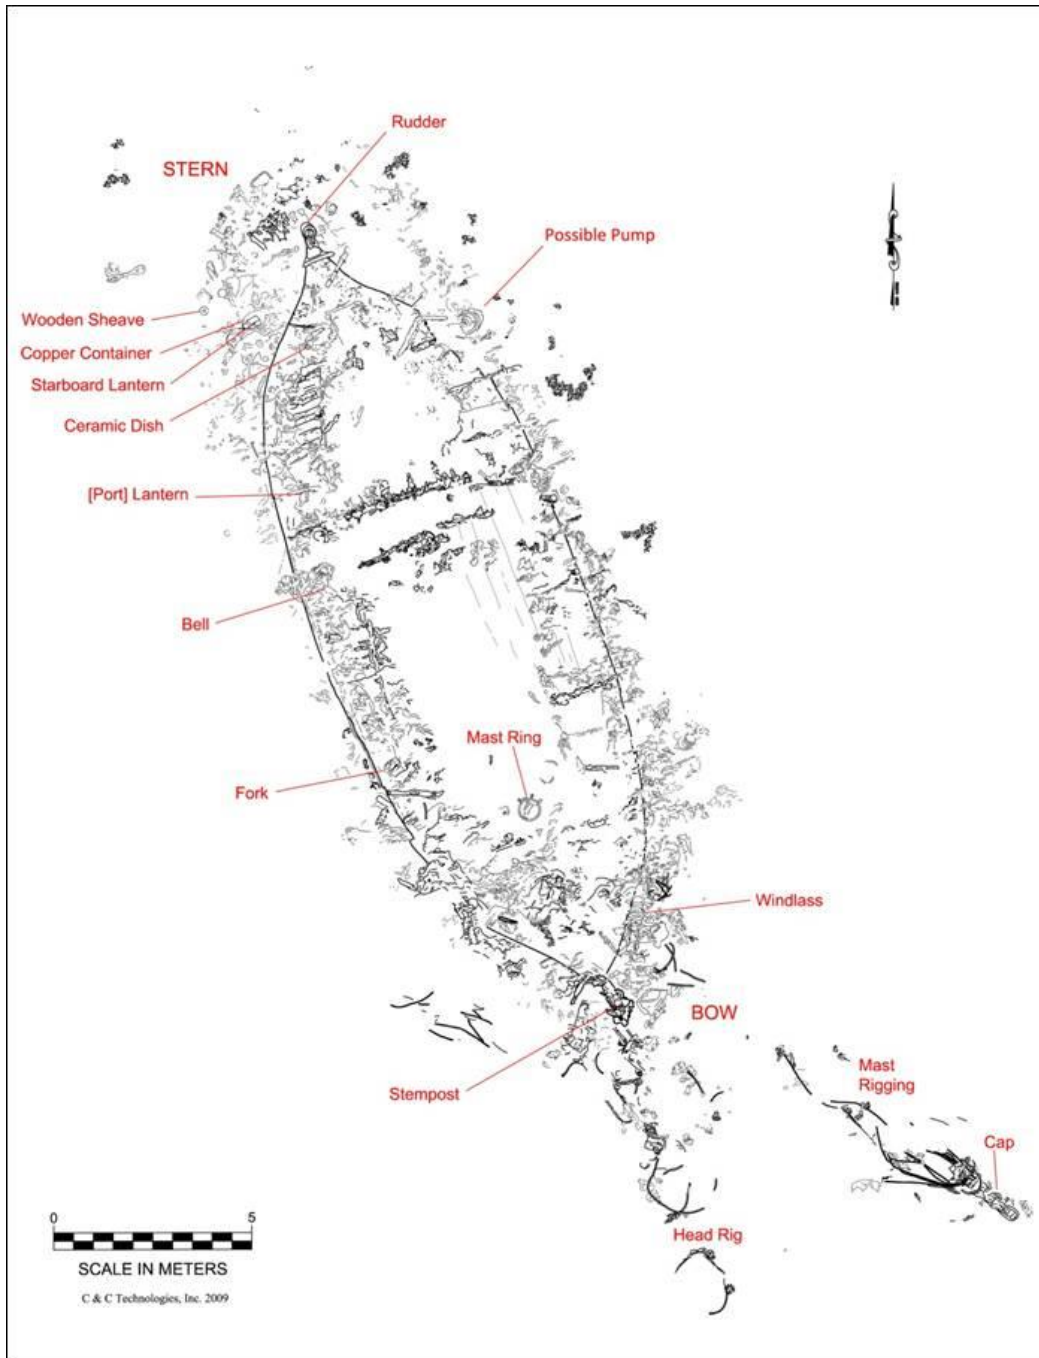 Rudder
STERN
Possible Pump
Wooden Sheave
Copper Container
Starboard Lantern
Ceramic Dish
[Port] Lantern
Bell
Mast Ring
Fork
Windlass
BOW
Stempost
Mast
Rigging
Cap
Head Rig
0 5
SCALE IN METERS
C & C Technologies, Inc. 2009